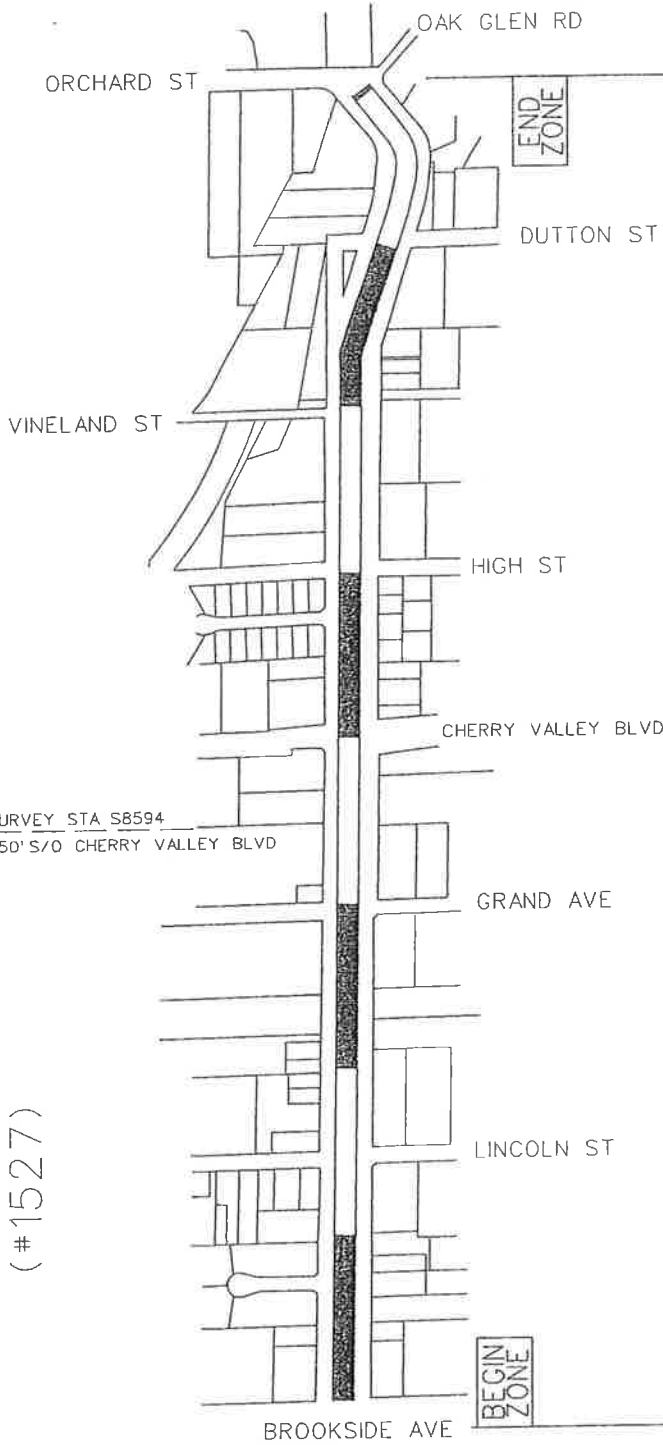 OAK GLEN RD
ORCHARD ST
END
ZONE
DUTTON ST
VINELAND ST
HIGH ST
CHERRY VALLEY BLVD
URVEY STA S8594
50' S/O CHERRY VALLEY BLVD
GRAND AVE
(#1527)
LINCOLN ST
BEGIN
ZONE
BROOKSIDE AVE